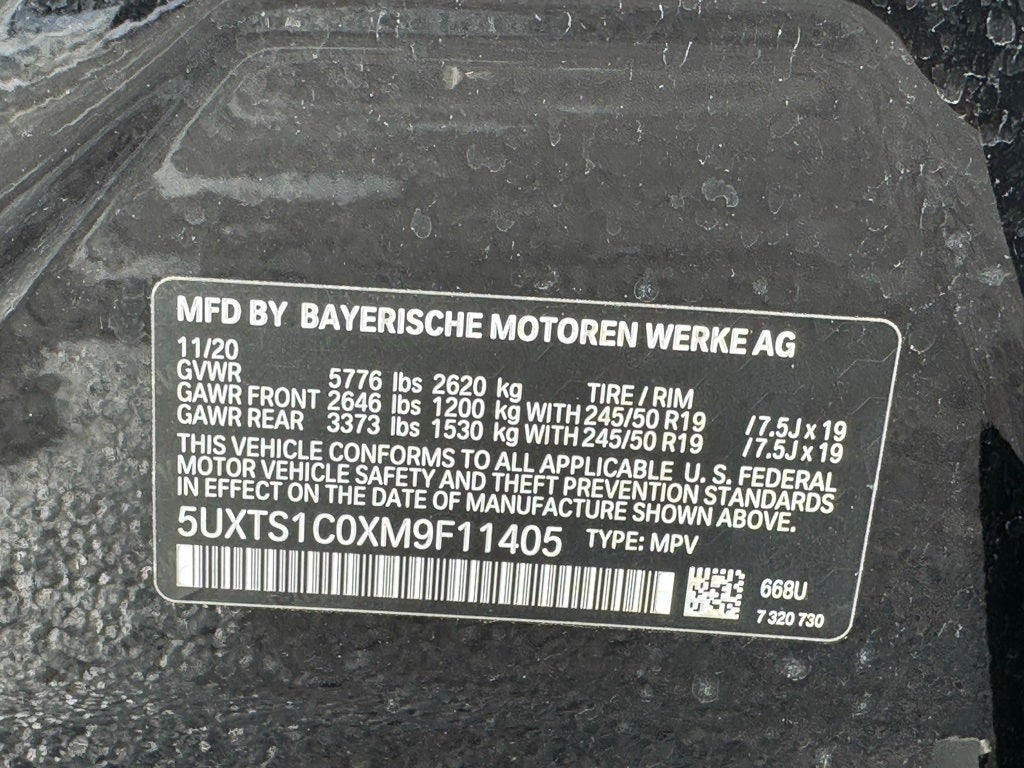 MFD BY BAYERISCHE MOTOREN WERKE AG
11/20
GVWR 5776 lbs 2620 kg TIRE / RIM
GAWR FRONT 2646 lbs 1200 kg WITH 245/50 R19 / 7.5J x 19
GAWR REAR 3373 lbs 1530 kg WITH 245/50 R19 / 7.5J x 19
THIS VEHICLE CONFORMS TO ALL APPLICABLE U. S. FEDERAL
MOTOR VEHICLE SAFETY AND THEFT PREVENTION STANDARDS
IN EFFECT ON THE DATE OF MANUFACTURE SHOWN ABOVE.
5UXTS1C0XM9F11405 TYPE: MPV
668U
7 320 730